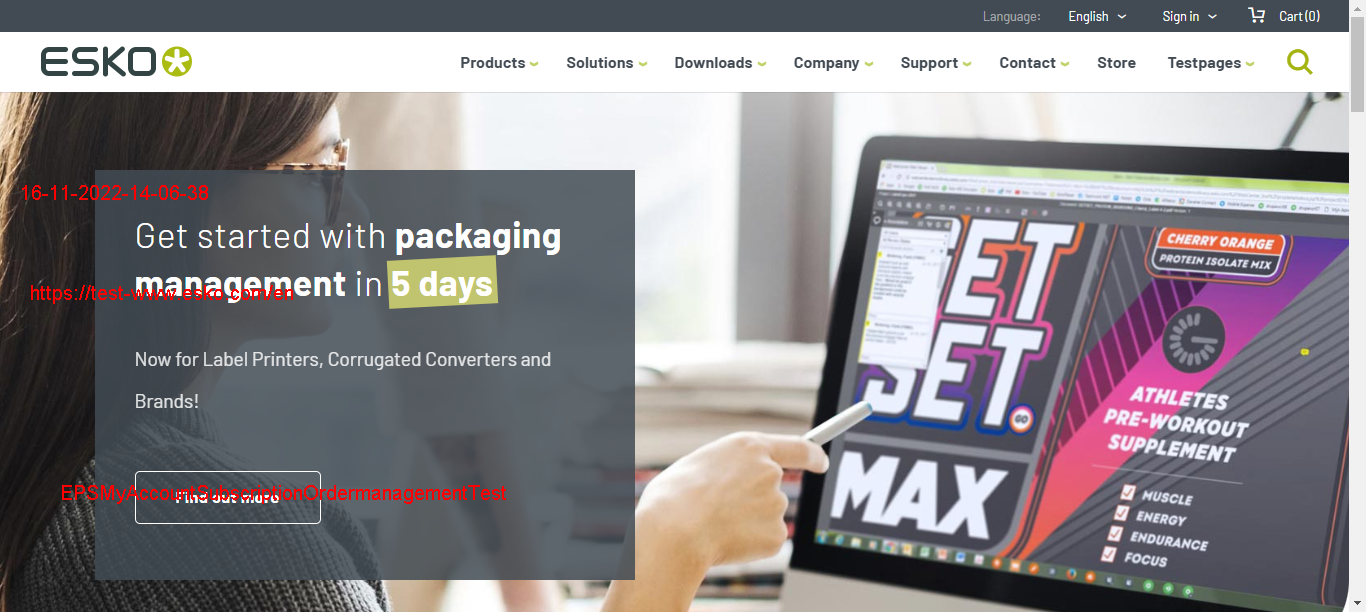 Language: English Sign in Cart (0)
ESKO Products Solutions Downloads Company Support Contact Store Testpages
16-11-2022-14-06-38
Get started with packaging
management in 5 days
https://test-www.esko.com/en
Now for Label Printers, Corrugated Converters and
Brands!
EPSMyAccountSubscriptionOrdermanagementTest
Find out more
CHERRY ORANGE
PROTEIN ISOLATE MIX
ET
SET.
GO
MAX
ATHLETES
PRE-WORKOUT
SUPPLEMENT
MUSCLE
ENERGY
ENDURANCE
FOCUS